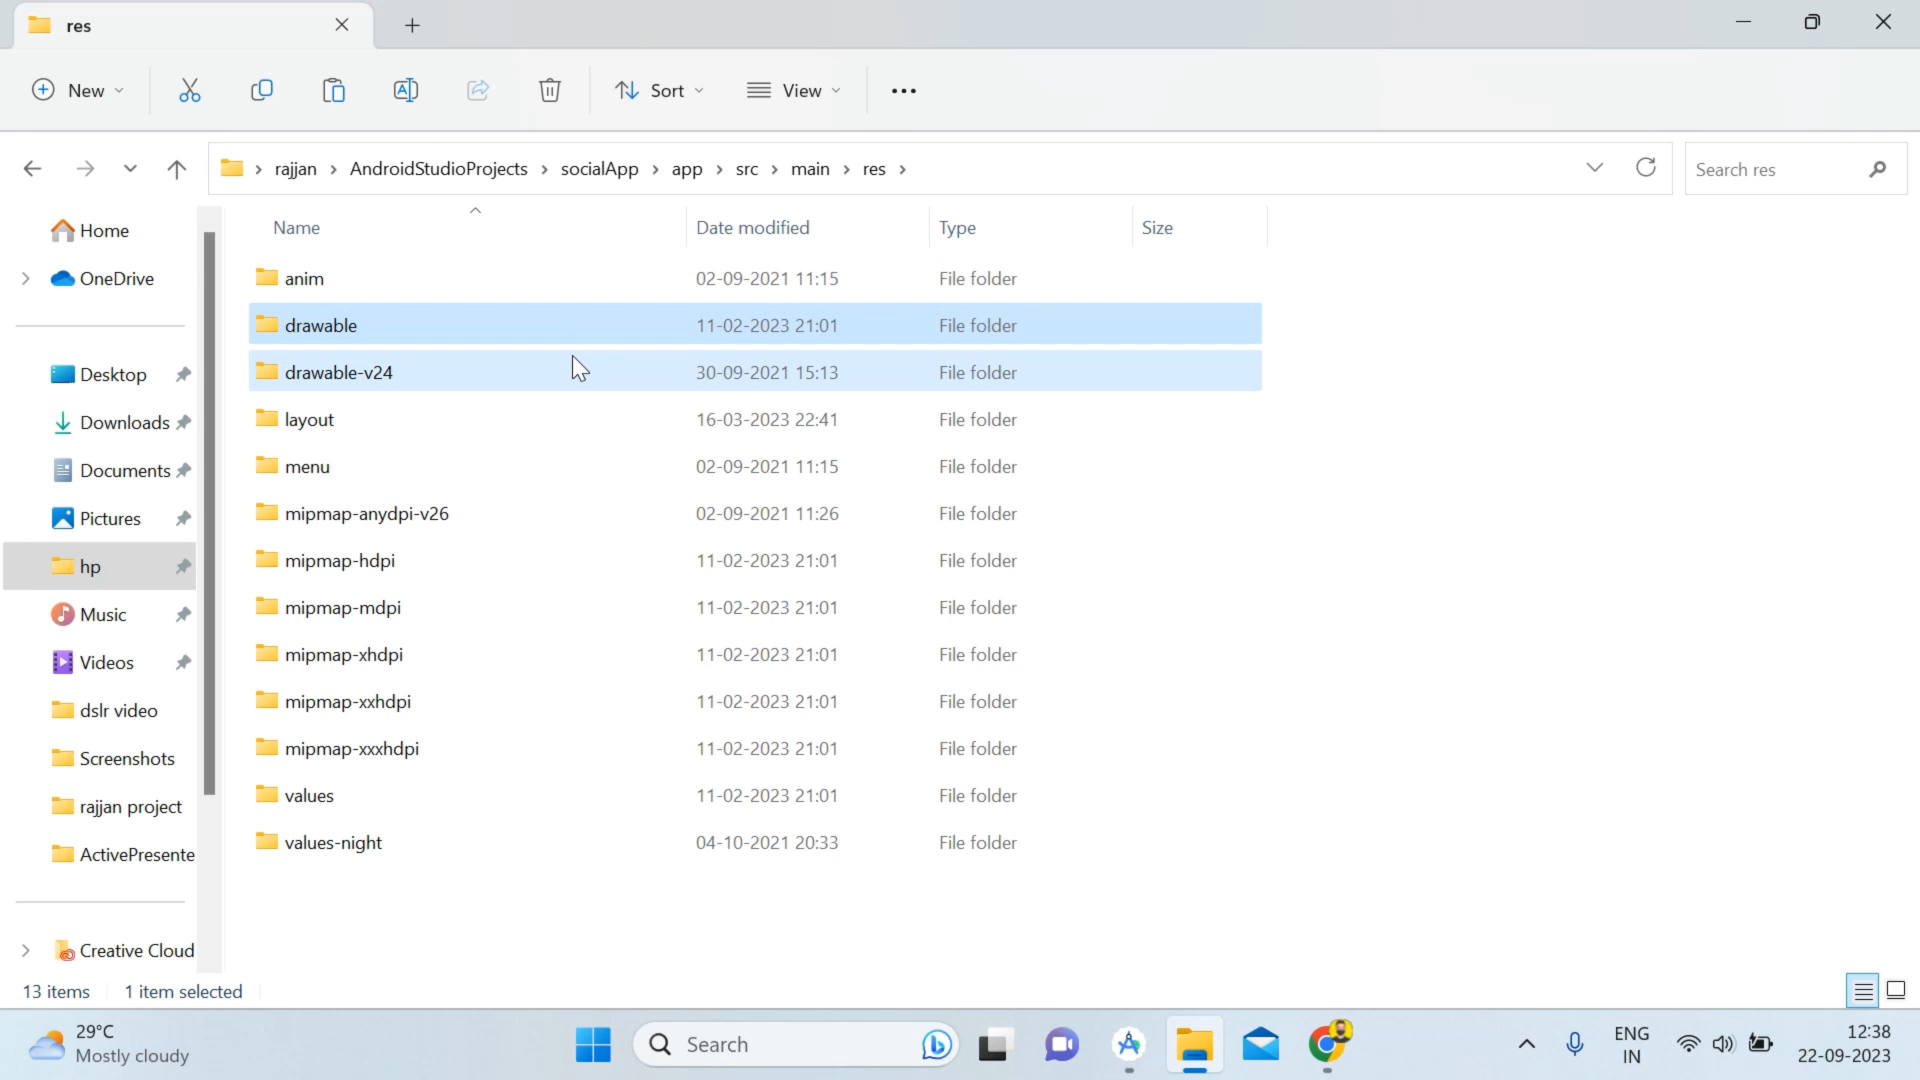 res
New
Sort
View
rajjan
AndroidStudioProjects
socialApp
app
src
main
res
Search res
Home
OneDrive
Desktop
Downloads
Documents
Pictures
hp
Music
Videos
dslr video
Screenshots
rajjan project
ActivePresente
Creative Cloud
Name Date modified Type Size
anim 02-09-2021 11:15 File folder
drawable 11-02-2023 21:01 File folder
drawable-v24 30-09-2021 15:13 File folder
layout 16-03-2023 22:41 File folder
menu 02-09-2021 11:15 File folder
mipmap-anydpi-v26 02-09-2021 11:26 File folder
mipmap-hdpi 11-02-2023 21:01 File folder
mipmap-mdpi 11-02-2023 21:01 File folder
mipmap-xhdpi 11-02-2023 21:01 File folder
mipmap-xxhdpi 11-02-2023 21:01 File folder
mipmap-xxxhdpi 11-02-2023 21:01 File folder
values 11-02-2023 21:01 File folder
values-night 04-10-2021 20:33 File folder
13 items
1 item selected
29°C
Mostly cloudy
Search
ENG
IN
12:38
22-09-2023